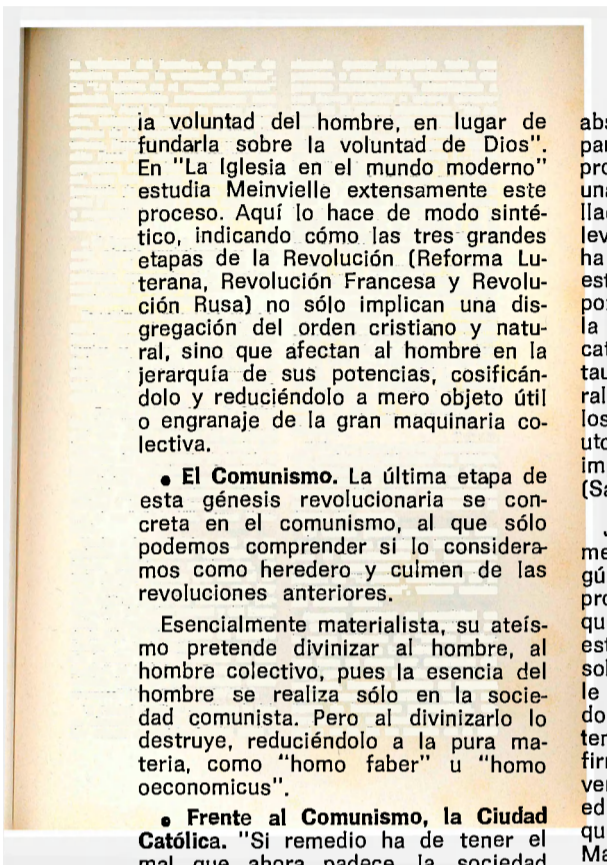 la voluntad del hombre, en lugar de
fundarla sobre la voluntad de Dios".
En "La Iglesia en el mundo moderno"
estudia Meinvielle extensamente este
proceso. Aquí lo hace de modo sinté-
tico, indicando cómo las tres grandes
etapas de la Revolución (Reforma Lu-
terana, Revolución Francesa y Revolu-
ción Rusa) no sólo implican una dis-
gregación del orden cristiano y natu-
ral, sino que afectan al hombre en la
jerarquía de sus potencias, cosificán-
dolo y reduciéndolo a mero objeto útil
o engranaje de la gran maquinaria co-
lectiva.
• El Comunismo. La última etapa de
esta génesis revolucionaria se con-
creta en el comunismo, al que sólo
podemos comprender si lo considera-
mos como heredero y culmen de las
revoluciones anteriores.
Esencialmente materialista, su ateís-
mo pretende divinizar al hombre, al
hombre colectivo, pues la esencia del
hombre se realiza sólo en la socie-
dad comunista. Pero al divinizarlo lo
destruye, reduciéndolo a la pura ma-
teria, como "homo faber" u "homo
oeconomicus".
• Frente al Comunismo, la Ciudad
Católica. "Si remedio ha de tener el
mal que ahora padece la sociedad